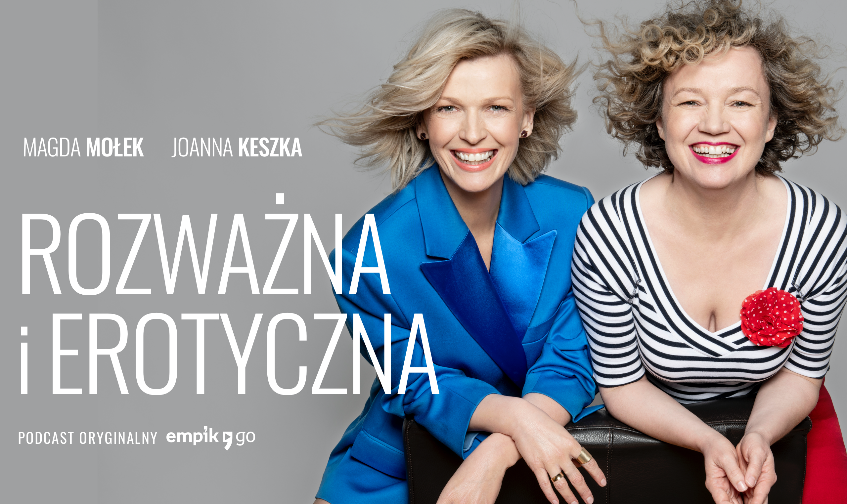 MAGDA MOŁEK JOANNA KESZKA
ROZWAŻNA
i EROTYCZNA
PODCAST ORYGINALNY empik go